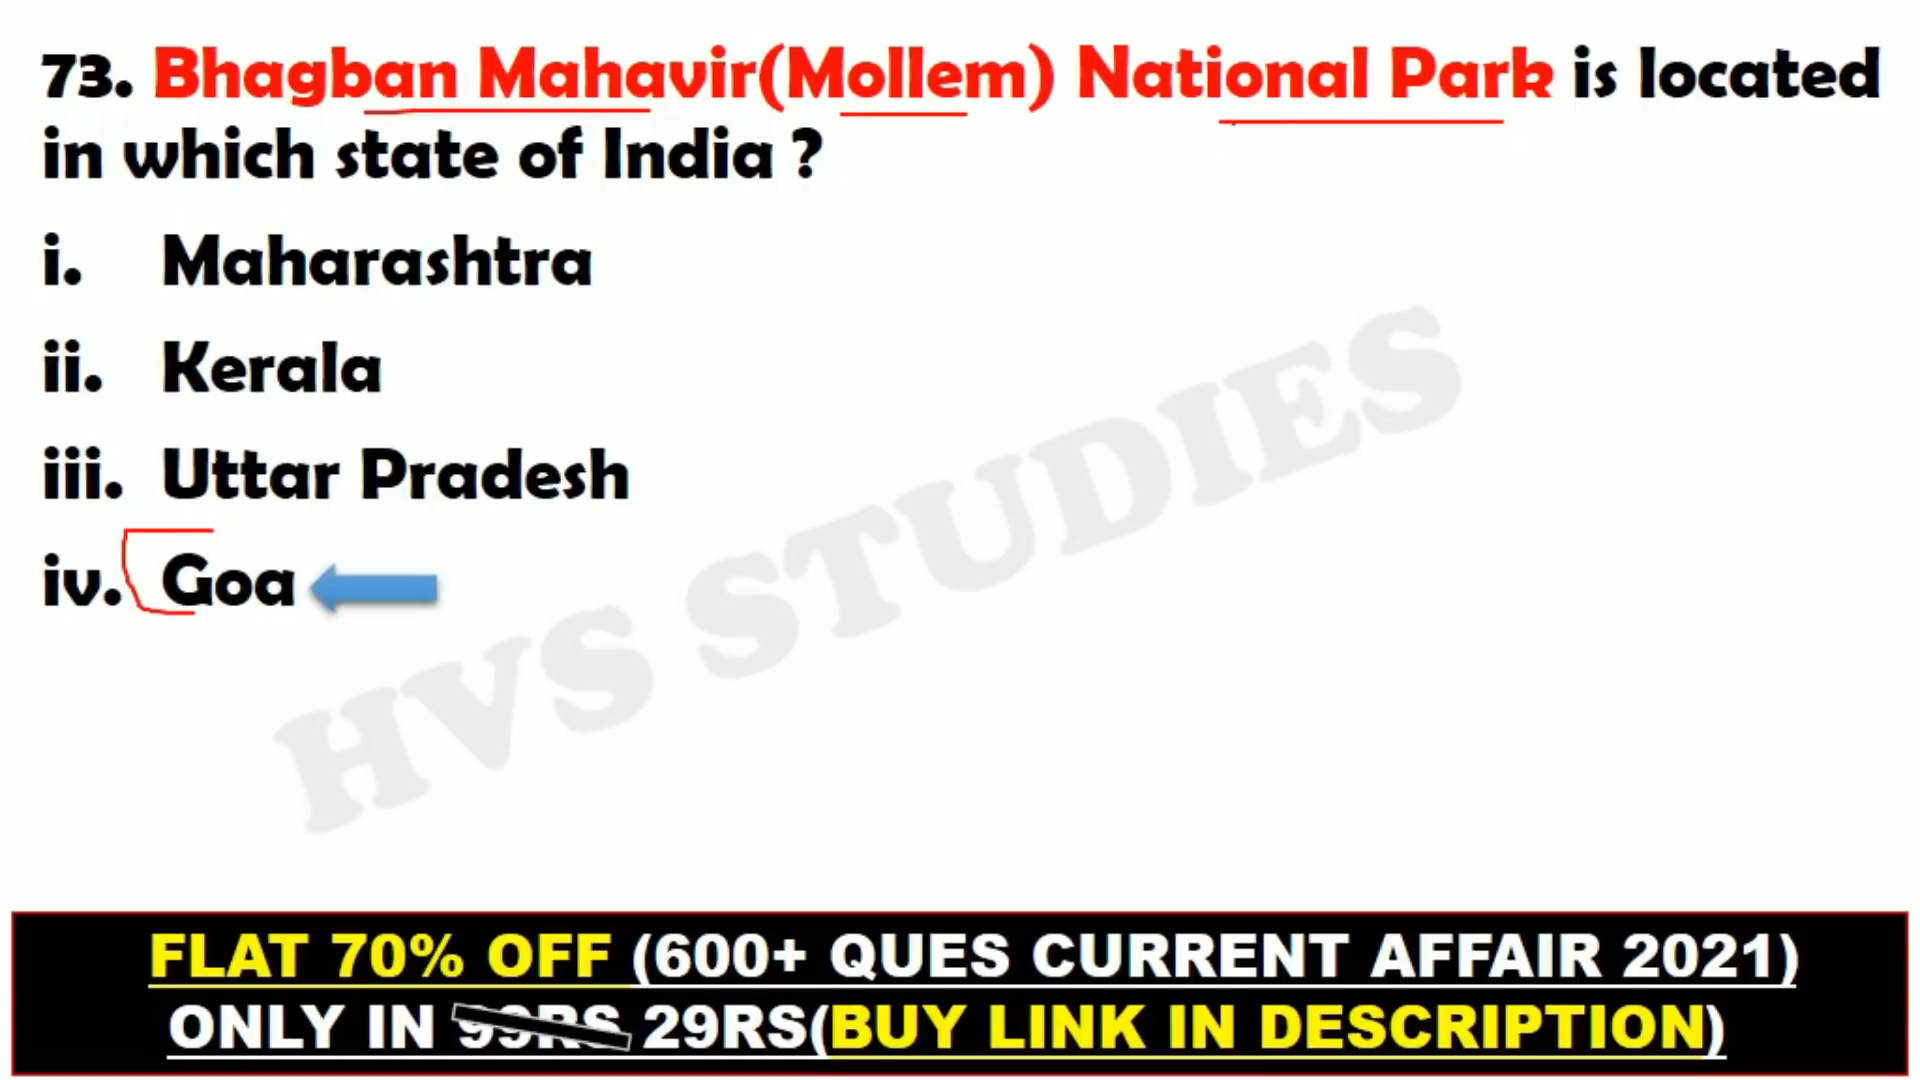 73. Bhagban Mahavir(Mollem) National Park is located
in which state of India ?
i. Maharashtra
ii. Kerala
iii. Uttar Pradesh
iv. Goa
HVS STUDIES
FLAT 70% OFF (600+ QUES CURRENT AFFAIR 2021)
ONLY IN 99RS 29RS(BUY LINK IN DESCRIPTION)